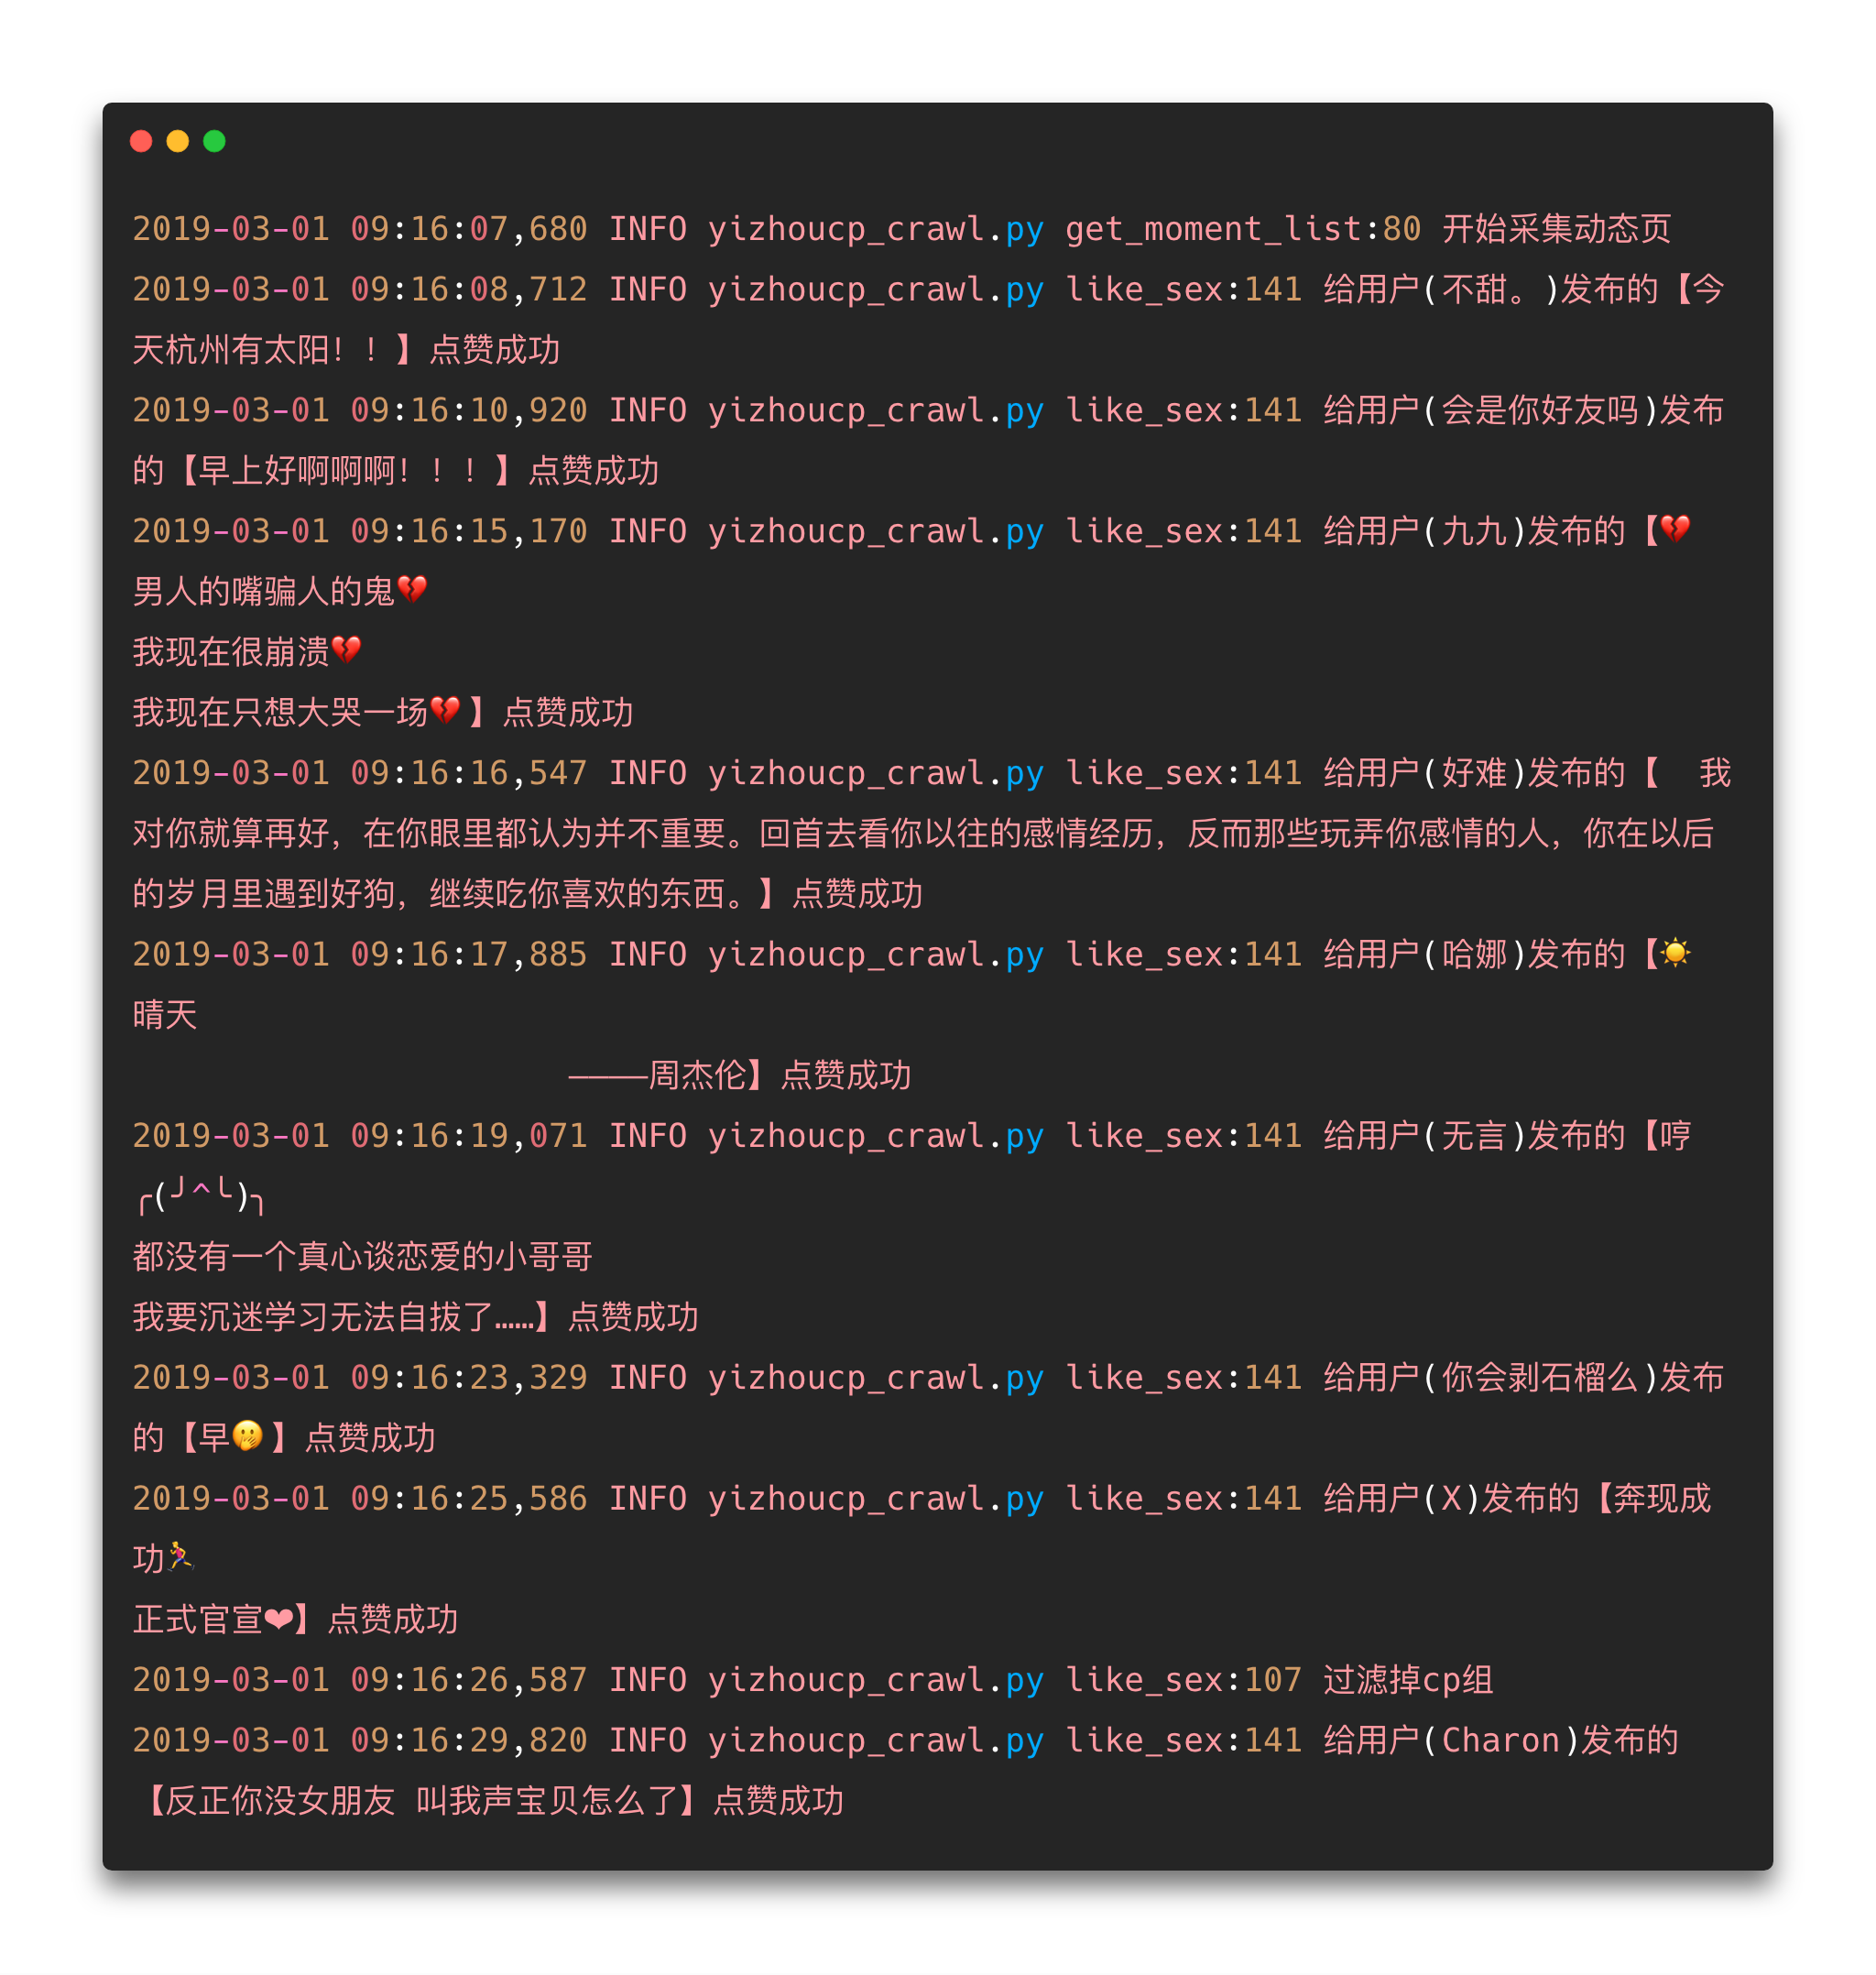 2019-03-01 09:16:07,680 INFO yizhoucp_crawl.py get_moment_list:80 开始采集动态页
2019-03-01 09:16:08,712 INFO yizhoucp_crawl.py like_sex:141 给用户(不甜。)发布的【今
天杭州有太阳！！】点赞成功
2019-03-01 09:16:10,920 INFO yizhoucp_crawl.py like_sex:141 给用户(会是你好友吗)发布
的【早上好啊啊啊！！！】点赞成功
2019-03-01 09:16:15,170 INFO yizhoucp_crawl.py like_sex:141 给用户(九九)发布的【💔
男人的嘴骗人的鬼💔
我现在很崩溃💔
我现在只想大哭一场💔】点赞成功
2019-03-01 09:16:16,547 INFO yizhoucp_crawl.py like_sex:141 给用户(好难)发布的【  我
对你就算再好，在你眼里都认为并不重要。回首去看你以往的感情经历，反而那些玩弄你感情的人，你在以后
的岁月里遇到好狗，继续吃你喜欢的东西。】点赞成功
2019-03-01 09:16:17,885 INFO yizhoucp_crawl.py like_sex:141 给用户(哈娜)发布的【☀️
晴天
————周杰伦】点赞成功
2019-03-01 09:16:19,071 INFO yizhoucp_crawl.py like_sex:141 给用户(无言)发布的【哼
╭(╯^╰)╮
都没有一个真心谈恋爱的小哥哥
我要沉迷学习无法自拔了……】点赞成功
2019-03-01 09:16:23,329 INFO yizhoucp_crawl.py like_sex:141 给用户(你会剥石榴么)发布
的【早🤭】点赞成功
2019-03-01 09:16:25,586 INFO yizhoucp_crawl.py like_sex:141 给用户(X)发布的【奔现成
功🏃‍♀️
正式官宣❤】点赞成功
2019-03-01 09:16:26,587 INFO yizhoucp_crawl.py like_sex:107 过滤掉cp组
2019-03-01 09:16:29,820 INFO yizhoucp_crawl.py like_sex:141 给用户(Charon)发布的
【反正你没女朋友 叫我声宝贝怎么了】点赞成功